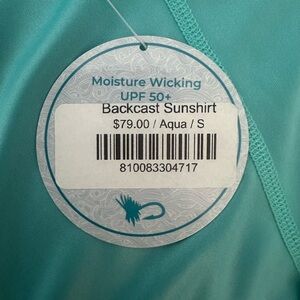 Moisture Wicking
UPF 50+
Backcast Sunshirt
$79.00 / Aqua / S
810083304717